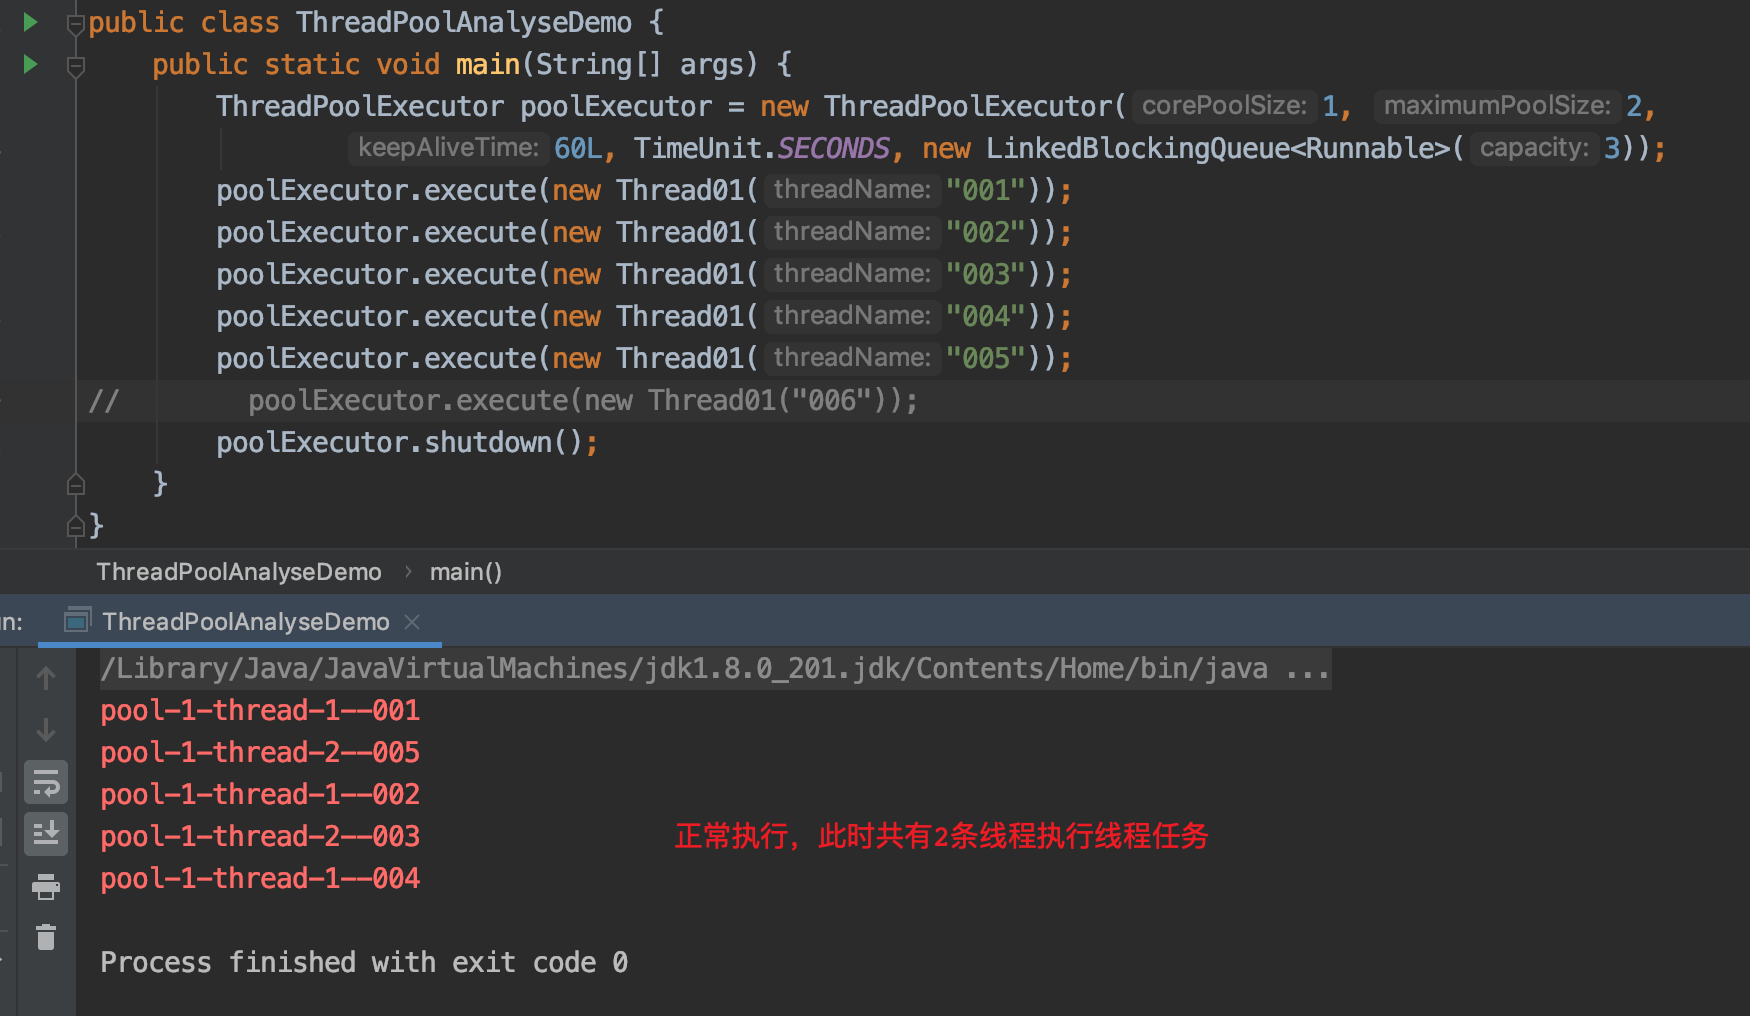 public class ThreadPoolAnalyseDemo {
public static void main(String[] args) {
ThreadPoolExecutor poolExecutor = new ThreadPoolExecutor( corePoolSize: 1, maximumPoolSize: 2,
keepAliveTime: 60L, TimeUnit.SECONDS, new LinkedBlockingQueue<Runnable>( capacity: 3));
poolExecutor.execute(new Thread01( threadName: "001"));
poolExecutor.execute(new Thread01( threadName: "002"));
poolExecutor.execute(new Thread01( threadName: "003"));
poolExecutor.execute(new Thread01( threadName: "004"));
poolExecutor.execute(new Thread01( threadName: "005"));
// poolExecutor.execute(new Thread01("006"));
poolExecutor.shutdown();
}
}
ThreadPoolAnalyseDemo › main()
n: ThreadPoolAnalyseDemo ×
/Library/Java/JavaVirtualMachines/jdk1.8.0_201.jdk/Contents/Home/bin/java ...
pool-1-thread-1--001
pool-1-thread-2--005
pool-1-thread-1--002
pool-1-thread-2--003 正常执行，此时共有2条线程执行线程任务
pool-1-thread-1--004
Process finished with exit code 0